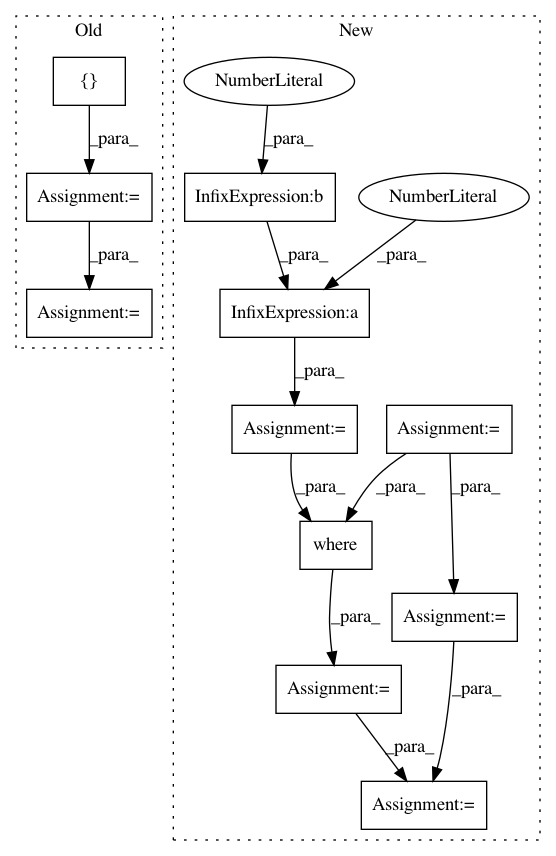 Old
{}
_para_
Assignment:=
_para_
Assignment:=
New
NumberLiteral
_para_
InfixExpression:b
NumberLiteral
_para_
_para_
InfixExpression:a
_para_
Assignment:=
Assignment:=
_para_
_para_
_para_
where
_para_
Assignment:=
Assignment:=
_para_
_para_
Assignment:=